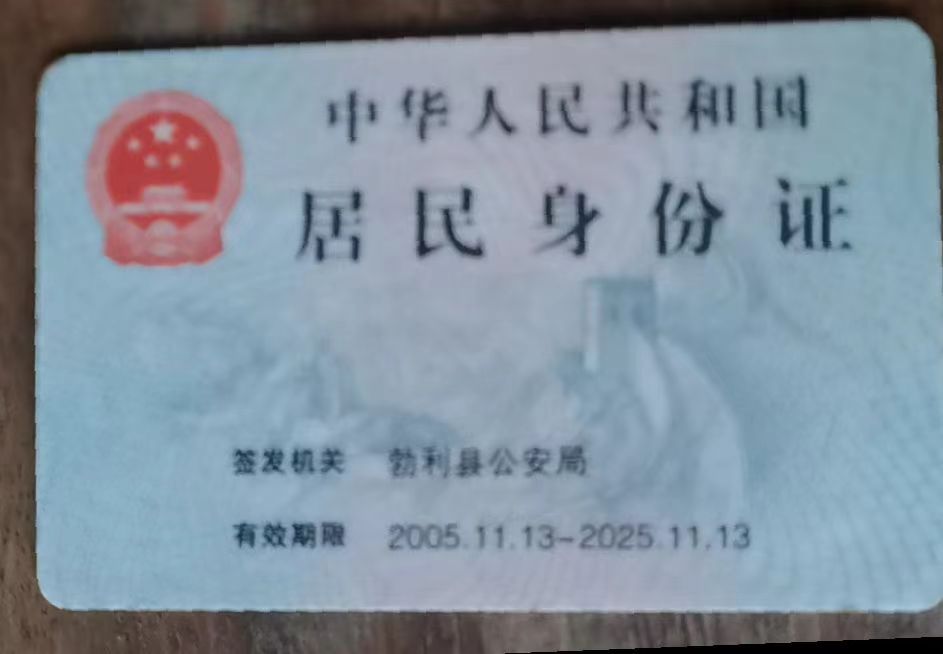 中华人民共和国
居民身份证
签发机关 勃利县公安局
有效期限 2005.11.13-2025.11.13